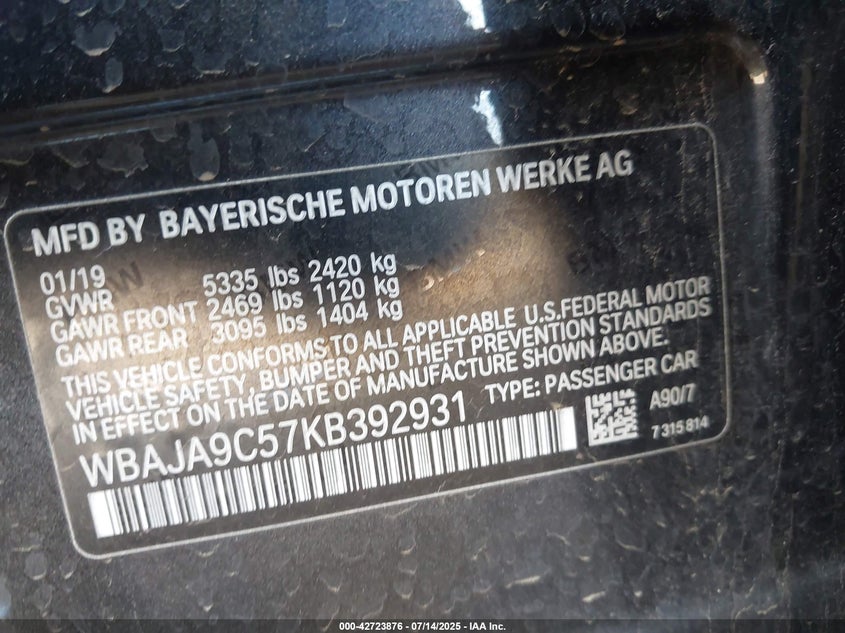 MFD BY BAYERISCHE MOTOREN WERKE AG
01/19
GVWR 5335 lbs 2420 kg
GAWR FRONT 2469 lbs 1120 kg
GAWR REAR 3095 lbs 1404 kg
THIS VEHICLE CONFORMS TO ALL APPLICABLE U.S.FEDERAL MOTOR
VEHICLE SAFETY, BUMPER AND THEFT PREVENTION STANDARDS
IN EFFECT ON THE DATE OF MANUFACTURE SHOWN ABOVE.
WBAJA9C57KB392931 TYPE: PASSENGER CAR
A90/7
7 315 814
000-42723876 / 07/14/2025 - IAA Inc.